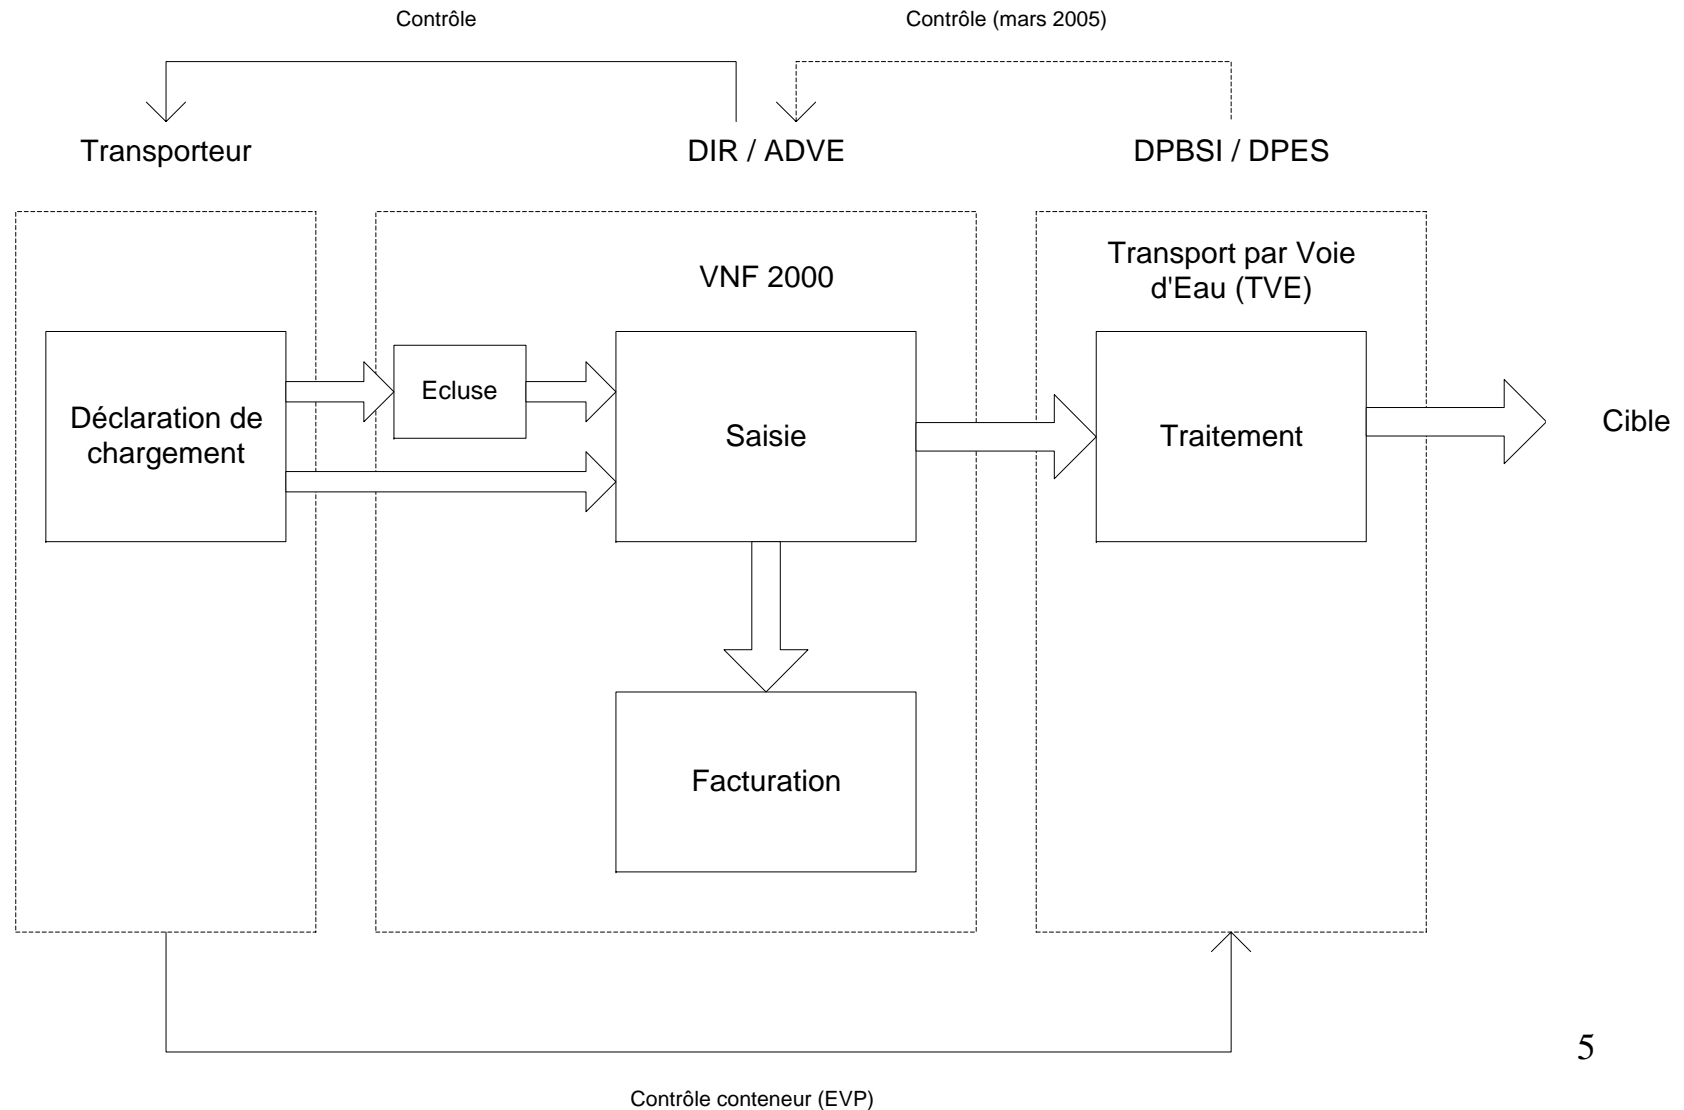 Contrôle
Contrôle (mars 2005)
Transporteur
DIR / ADVE
DPBSI / DPES
VNF 2000
Transport par Voie
d'Eau (TVE)
Déclaration de
chargement
Ecluse
Saisie
Traitement
Cible
Facturation
5
Contrôle conteneur (EVP)